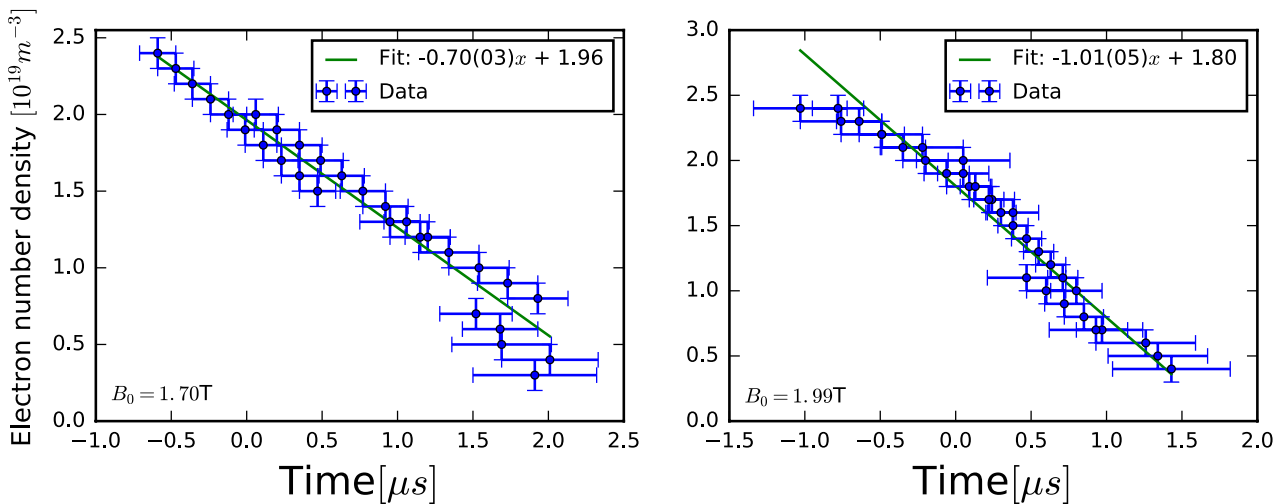 Electron number density [10^{19}m^{-3}]
2.5
2.0
1.5
1.0
0.5
0.0
Fit: -0.70(03)x + 1.96
Data
B_0 = 1.70T
−1.0 −0.5 0.0 0.5 1.0 1.5 2.0 2.5
Time[μs]
3.0
2.5
2.0
1.5
1.0
0.5
0.0
Fit: -1.01(05)x + 1.80
Data
B_0 = 1.99T
−1.5 −1.0 −0.5 0.0 0.5 1.0 1.5 2.0
Time[μs]